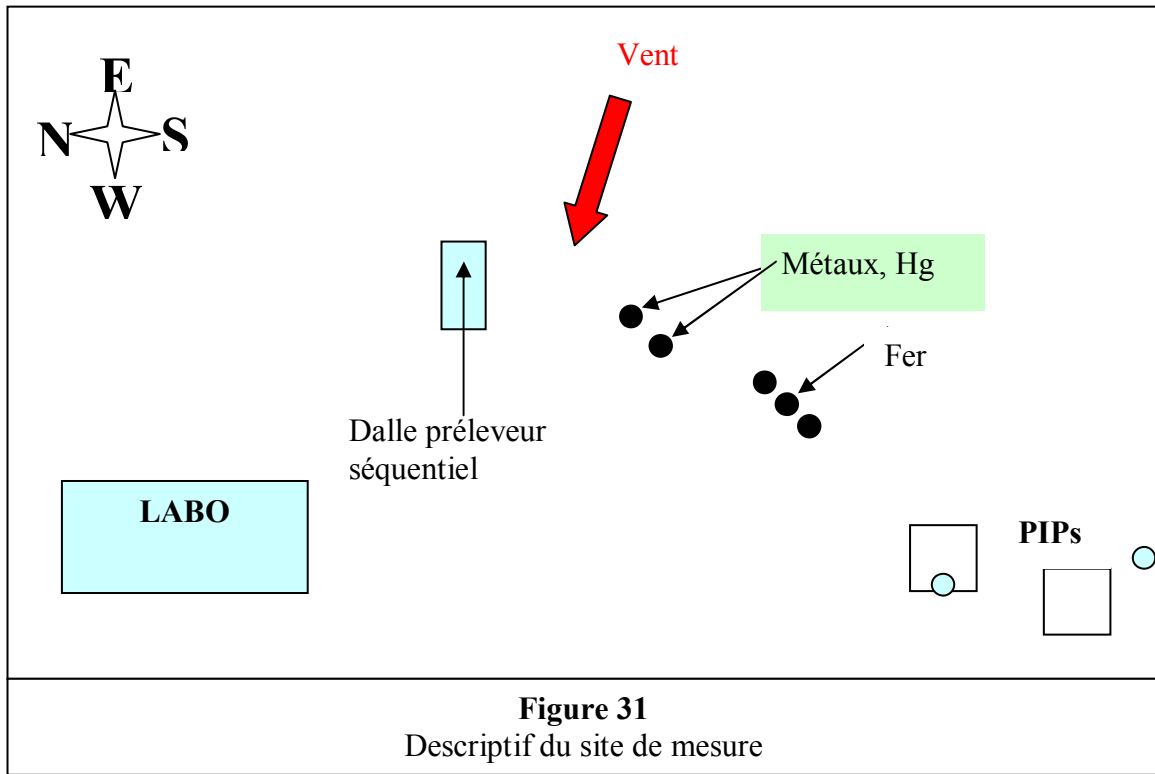 Vent
E
N S
W
Métaux, Hg
Fer
Dalle préleveur
séquentiel
LABO
PIPs
Figure 31
Descriptif du site de mesure